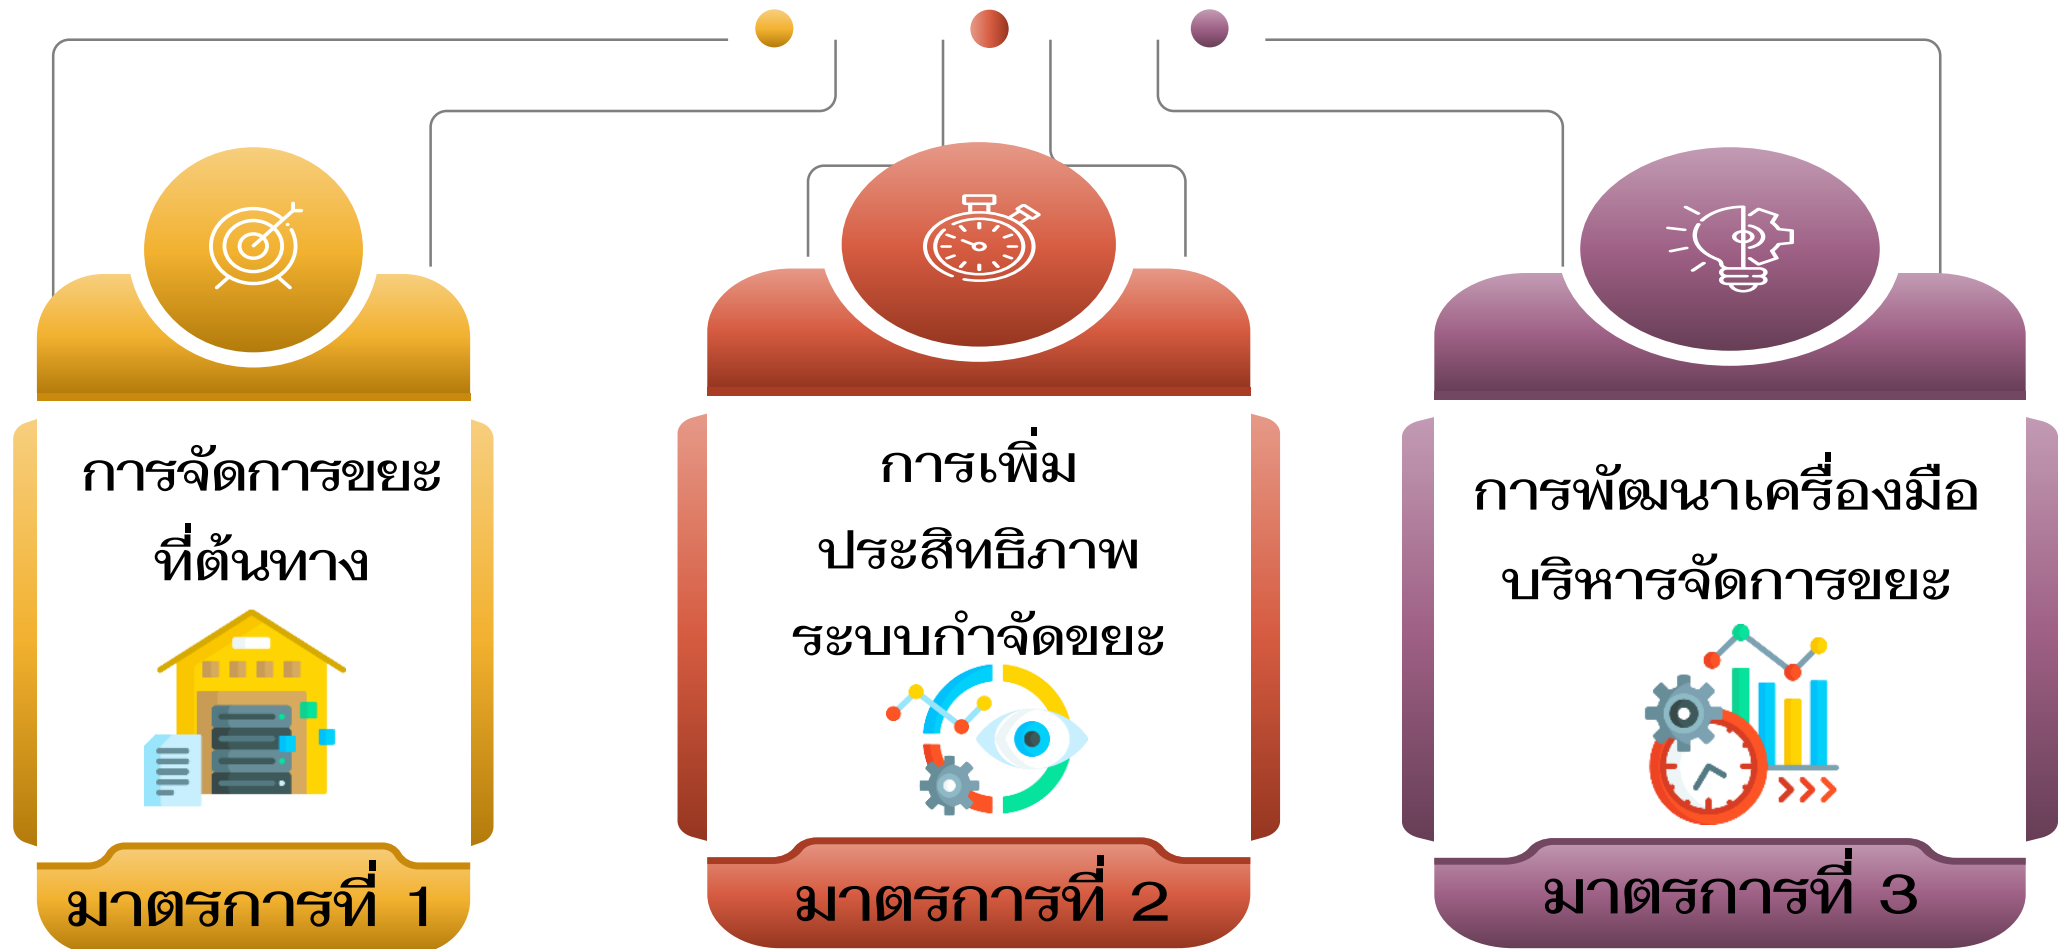 การจัดการขยะ
ที่ต้นทาง
มาตรการที่ 1
การเพิ่ม
ประสิทธิภาพ
ระบบกำจัดขยะ
มาตรการที่ 2
การพัฒนาเครื่องมือ
บริหารจัดการขยะ
มาตรการที่ 3